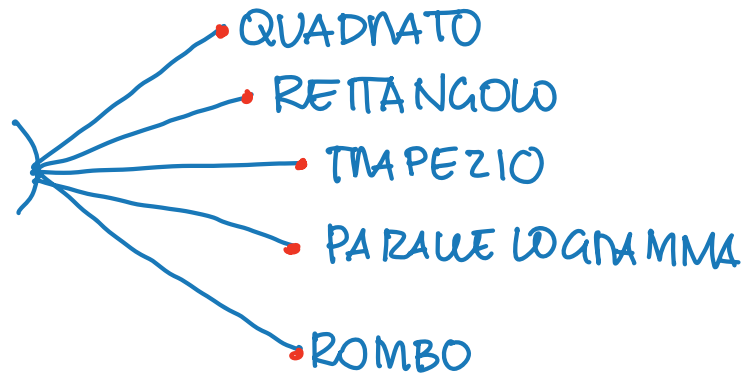 QUADRATO
RETTANGOLO
TRAPEZIO
PARALLELOGRAMMA
ROMBO